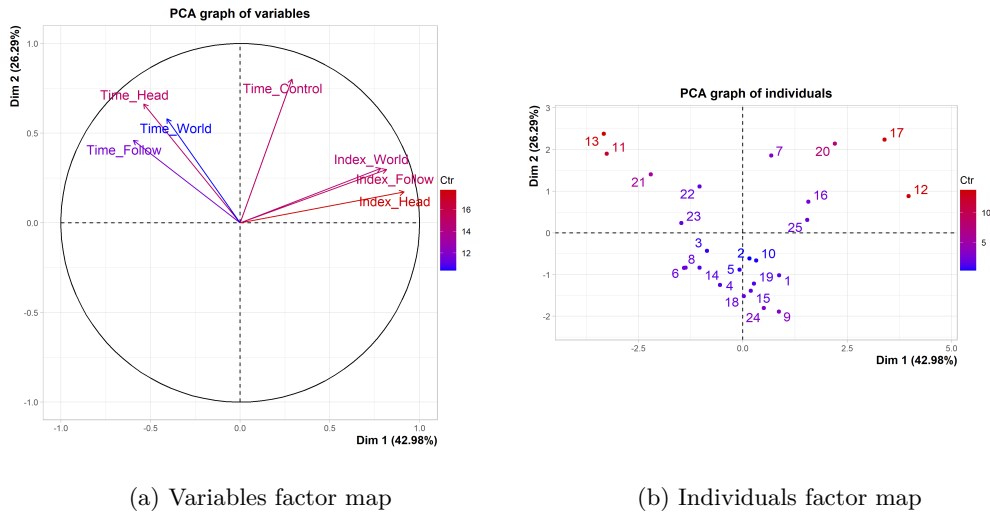 PCA graph of variables
Dim 2 (26.29%)
1.0
0.5
0.0
-0.5
-1.0
Time_Head
Time_Control
Time_World
Time_Follow
Index_World
Index_Follow
Index_Head
-1.0
-0.5
0.0
0.5
1.0
Dim 1 (42.98%)
Ctr
16
14
12
(a) Variables factor map
PCA graph of individuals
Dim 2 (26.29%)
3
2
1
0
-1
-2
13
11
21
22
23
7
20
17
12
16
25
3
2
10
6
8
14
5
4
19
1
18
15
24
9
-2.5
0.0
2.5
5.0
Dim 1 (42.98%)
Ctr
10
5
(b) Individuals factor map